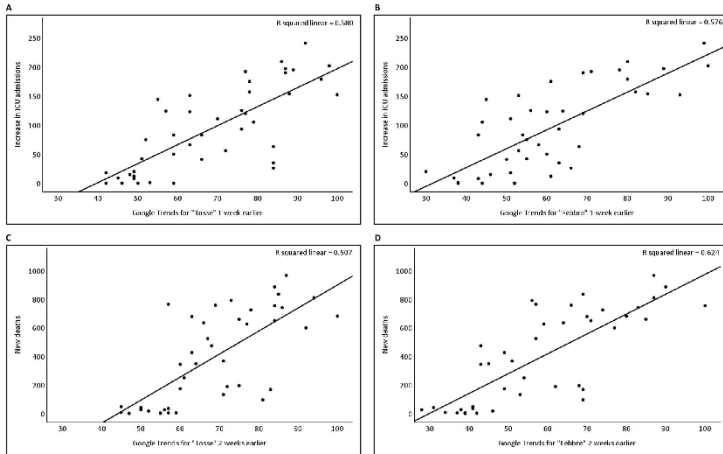 A
R squared linear = 0.580
Increase in ICU admissions
250
200
150
100
50
0
30 40 50 60 70 80 90 100
Google Trends for "Tosse" 1 week earlier
B
R squared linear = 0.576
Increase in ICU admissions
250
200
150
100
50
0
30 40 50 60 70 80 90 100
Google Trends for "Febbre" 1 week earlier
C
R squared linear = 0.507
New deaths
1000
800
600
400
200
0
30 40 50 60 70 80 90 100
Google Trends for "Tosse" 2 weeks earlier
D
R squared linear = 0.624
New deaths
1000
800
600
400
200
0
30 40 50 60 70 80 90 100
Google Trends for "Febbre" 2 weeks earlier